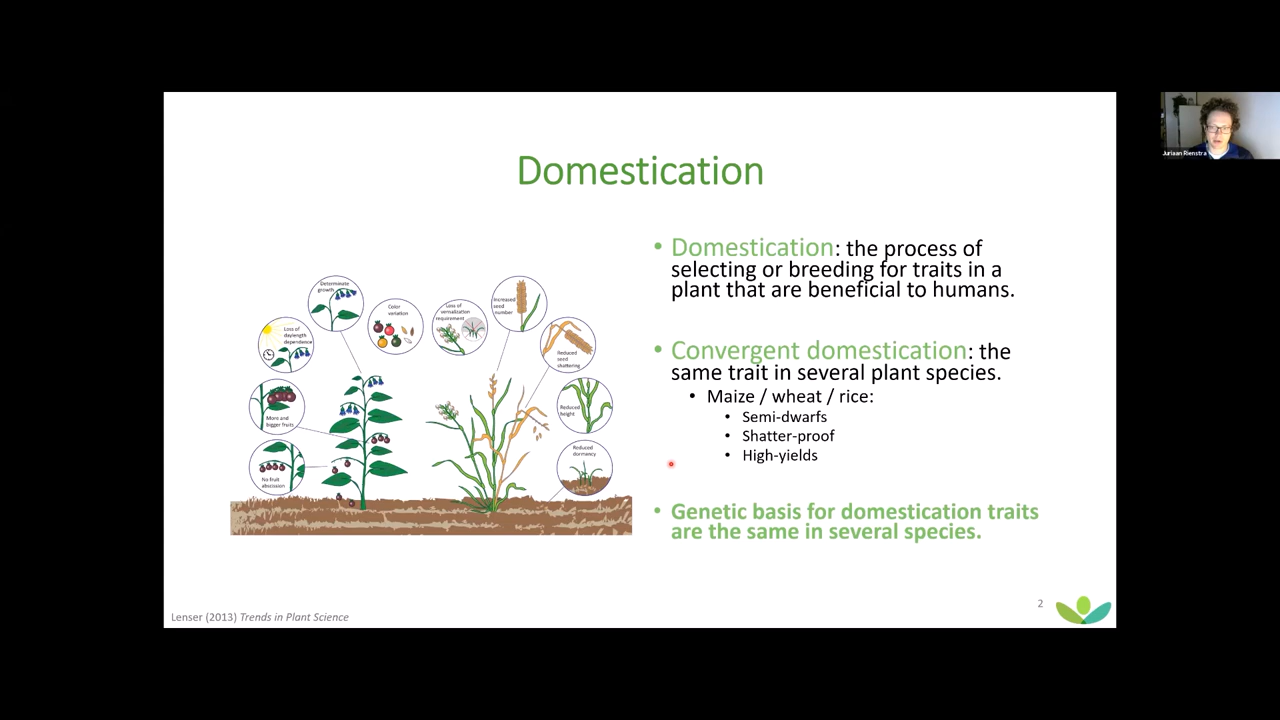 Domestication
Determinate
growth
Color
variation
Loss of
vernalization
requirement
Increased
seed
number
Loss of
daylength
dependence
Reduced
seed
shattering
More and
bigger fruits
Reduced
height
No fruit
abscission
Reduced
dormancy
• Domestication: the process of
selecting or breeding for traits in a
plant that are beneficial to humans.
• Convergent domestication: the
same trait in several plant species.
• Maize / wheat / rice:
• Semi-dwarfs
• Shatter-proof
• High-yields
• Genetic basis for domestication traits
are the same in several species.
Lenser (2013) Trends in Plant Science
2
Juriaan Rienstra